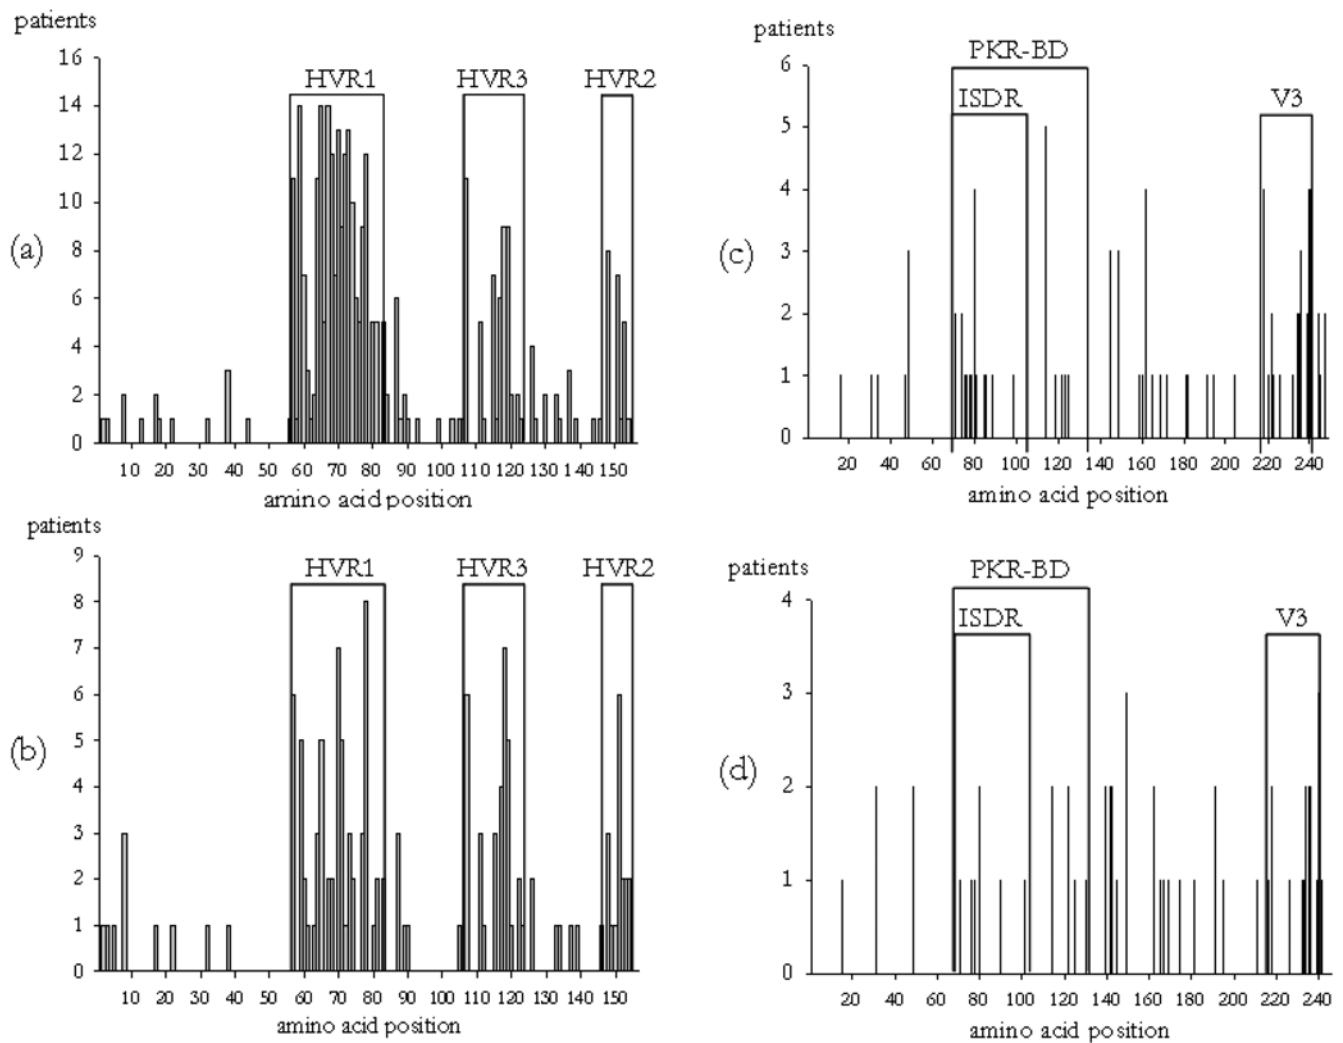 patients
16
14
12
10
8
6
4
2
0
HVR1 HVR3 HVR2
(a)
10 20 30 40 50 60 70 80 90 100 110 120 130 140 150
amino acid position
patients
9
8
7
6
5
4
3
2
1
0
HVR1 HVR3 HVR2
(b)
10 20 30 40 50 60 70 80 90 100 110 120 130 140 150
amino acid position
patients
6
5
4
3
2
1
0
PKR-BD
ISDR V3
(c)
20 40 60 80 100 120 140 160 180 200 220 240
amino acid position
patients
4
3
2
1
0
PKR-BD
ISDR V3
(d)
20 40 60 80 100 120 140 160 180 200 220 240
amino acid position